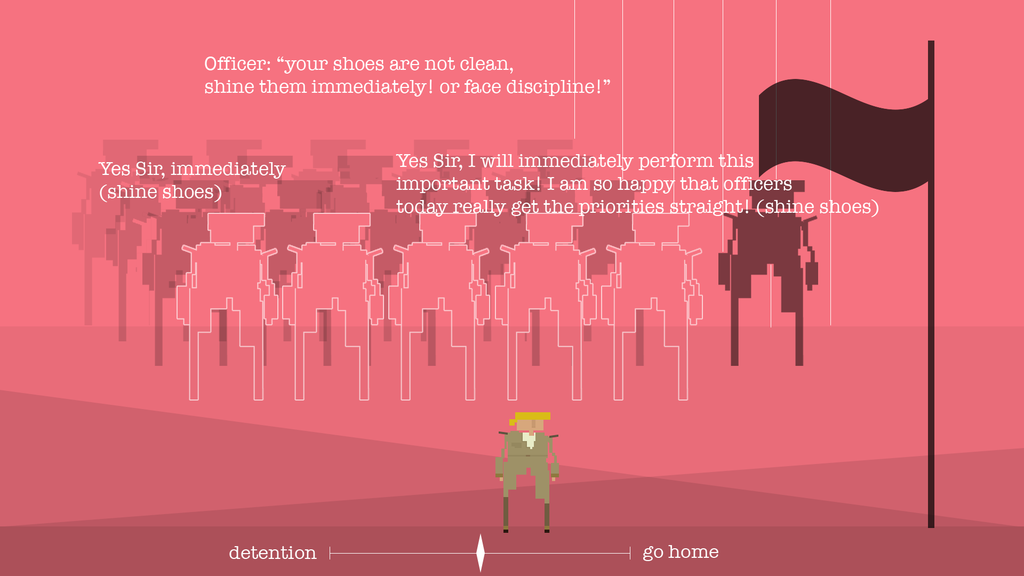 Officer: “your shoes are not clean,
shine them immediately! or face discipline!”
Yes Sir, immediately
(shine shoes)
Yes Sir, I will immediately perform this
important task! I am so happy that officers
today really get the priorities straight! (shine shoes)
detention
go home